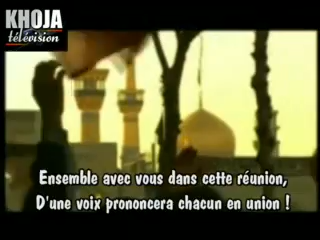 KHOJA
télévision
Ensemble avec vous dans cette réunion,
D'une voix prononcera chacun en union !